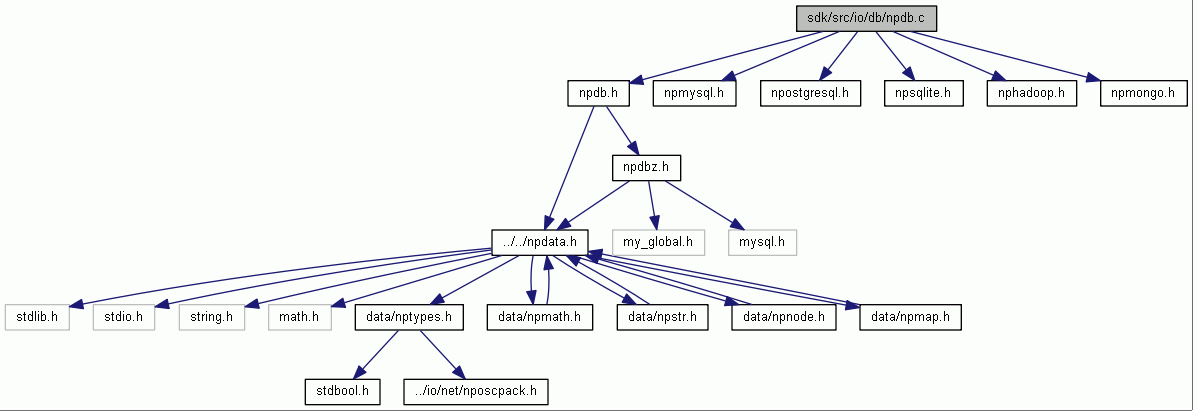 sdk/src/io/db/npdb.c
npdb.h
npmysql.h
npostgresql.h
npsqlite.h
nphadoop.h
npmongo.h
npdbz.h
../../npdata.h
my_global.h
mysql.h
stdlib.h
stdio.h
string.h
math.h
data/nptypes.h
data/npmath.h
data/npstr.h
data/npnode.h
data/npmap.h
stdbool.h
../io/net/nposcpack.h